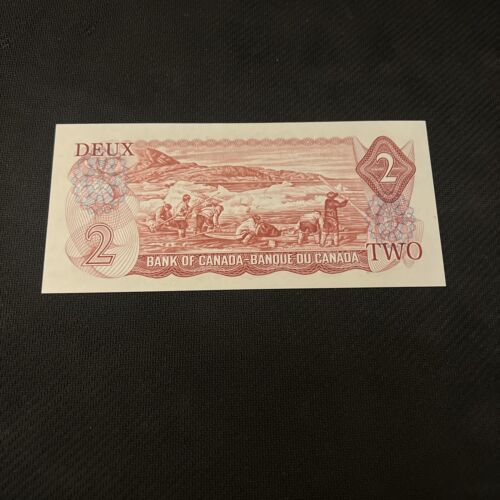 DEUX
2
2
BANK OF CANADA-BANQUE DU CANADA
TWO